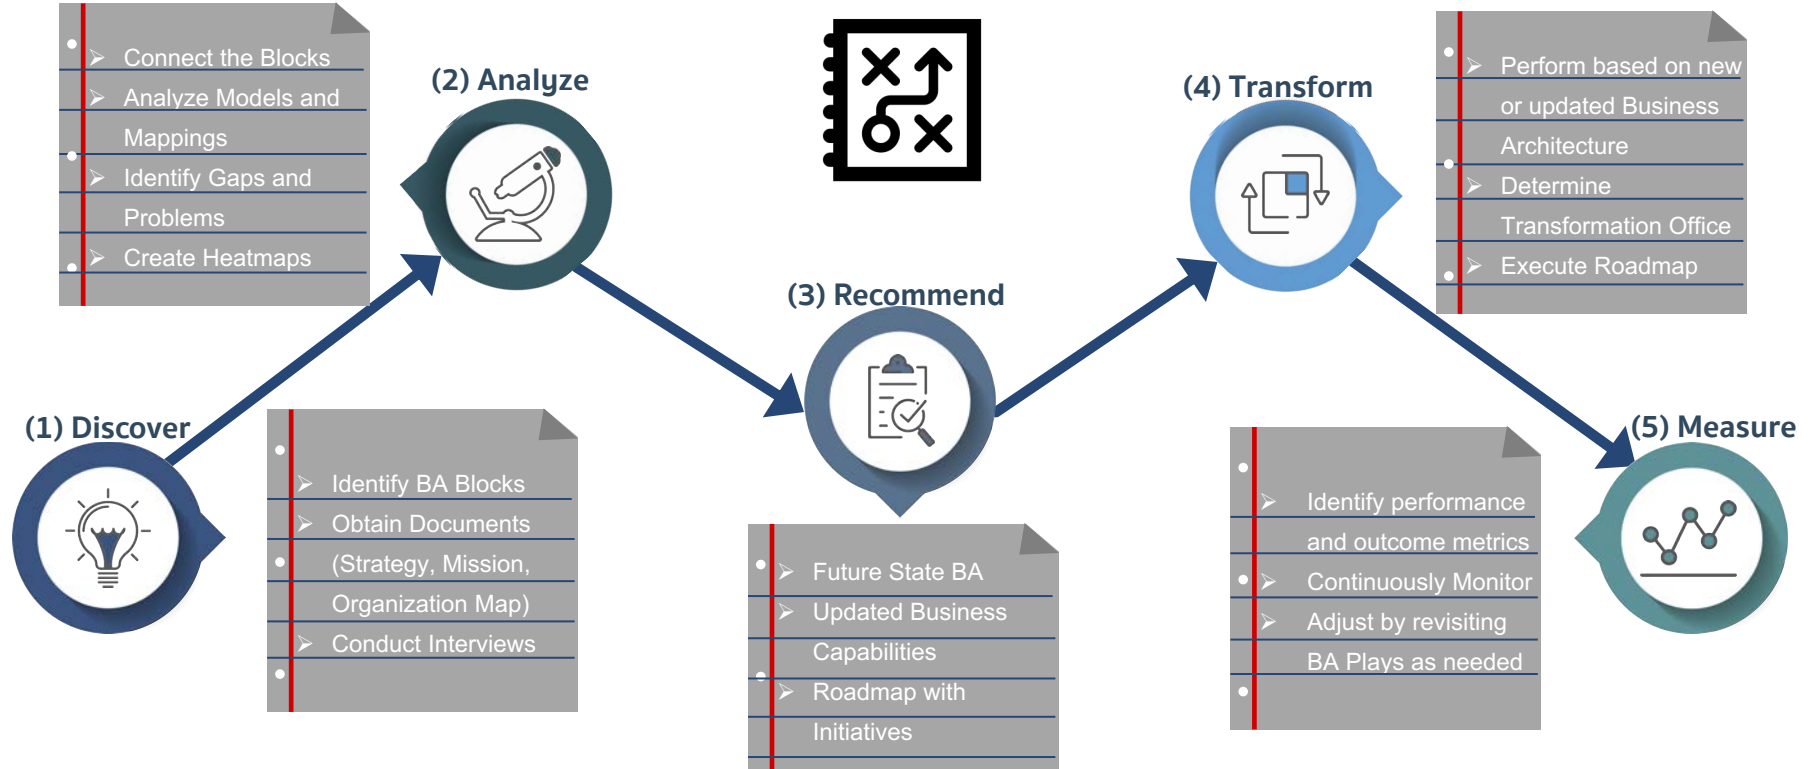 (1) Discover
➢ Identify BA Blocks
➢ Obtain Documents
(Strategy, Mission,
Organization Map)
➢ Conduct Interviews
(2) Analyze
➢ Connect the Blocks
➢ Analyze Models and
Mappings
➢ Identify Gaps and
Problems
➢ Create Heatmaps
(3) Recommend
➢ Future State BA
➢ Updated Business
Capabilities
➢ Roadmap with
Initiatives
(4) Transform
➢ Perform based on new
or updated Business
Architecture
➢ Determine
Transformation Office
➢ Execute Roadmap
(5) Measure
➢ Identify performance
and outcome metrics
➢ Continuously Monitor
➢ Adjust by revisiting
BA Plays as needed